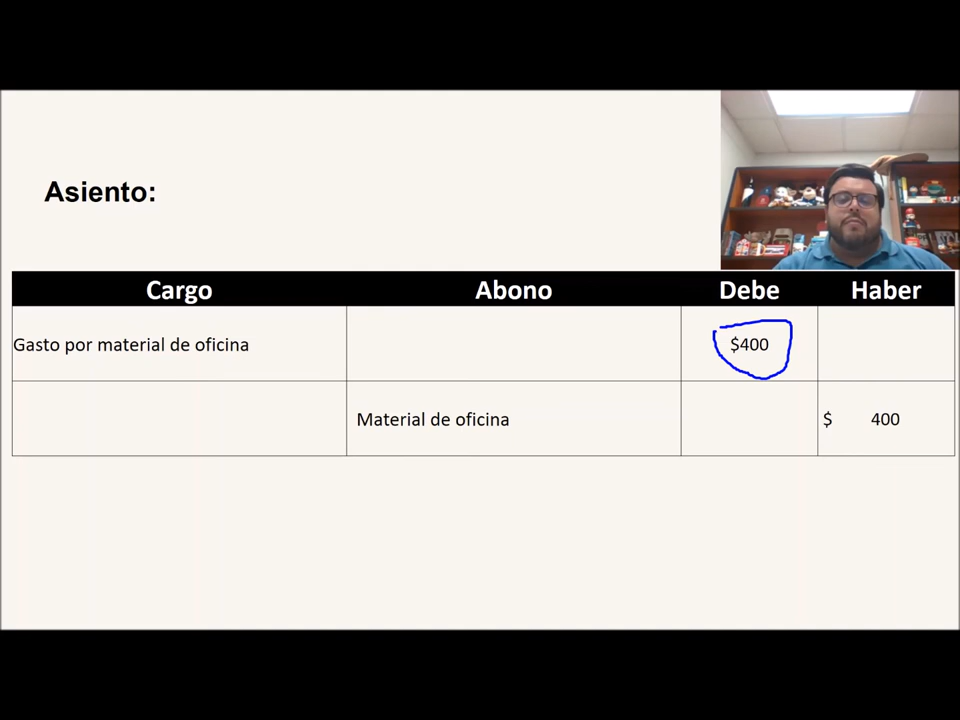 Asiento:
Cargo Abono Debe Haber
Gasto por material de oficina $400
Material de oficina $ 400